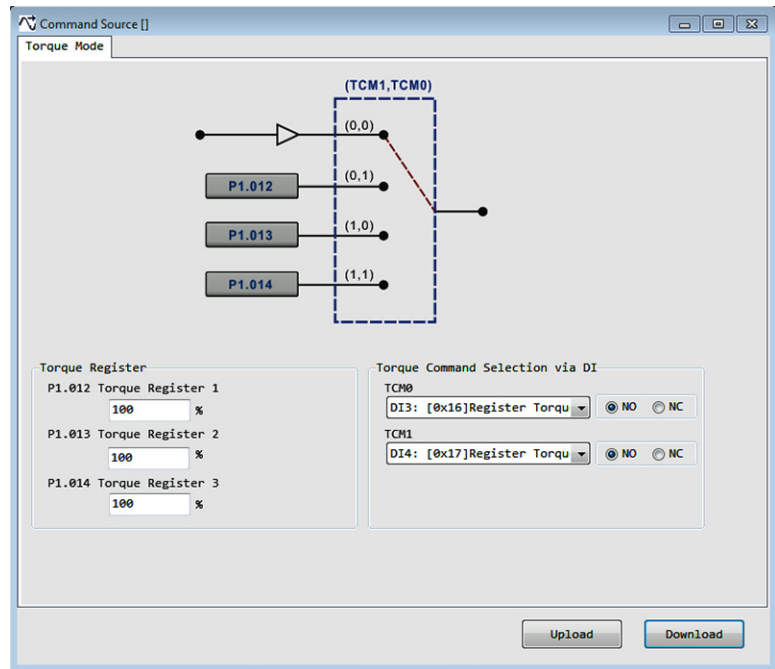 Command Source []
Torque Mode
(TCM1,TCM0)
(0,0)
P1.012 (0,1)
P1.013 (1,0)
P1.014 (1,1)
Torque Register
P1.012 Torque Register 1
100 %
P1.013 Torque Register 2
100 %
P1.014 Torque Register 3
100 %
Torque Command Selection via DI
TCM0
DI3: [0x16]Register Torqu NO NC
TCM1
DI4: [0x17]Register Torqu NO NC
Upload Download